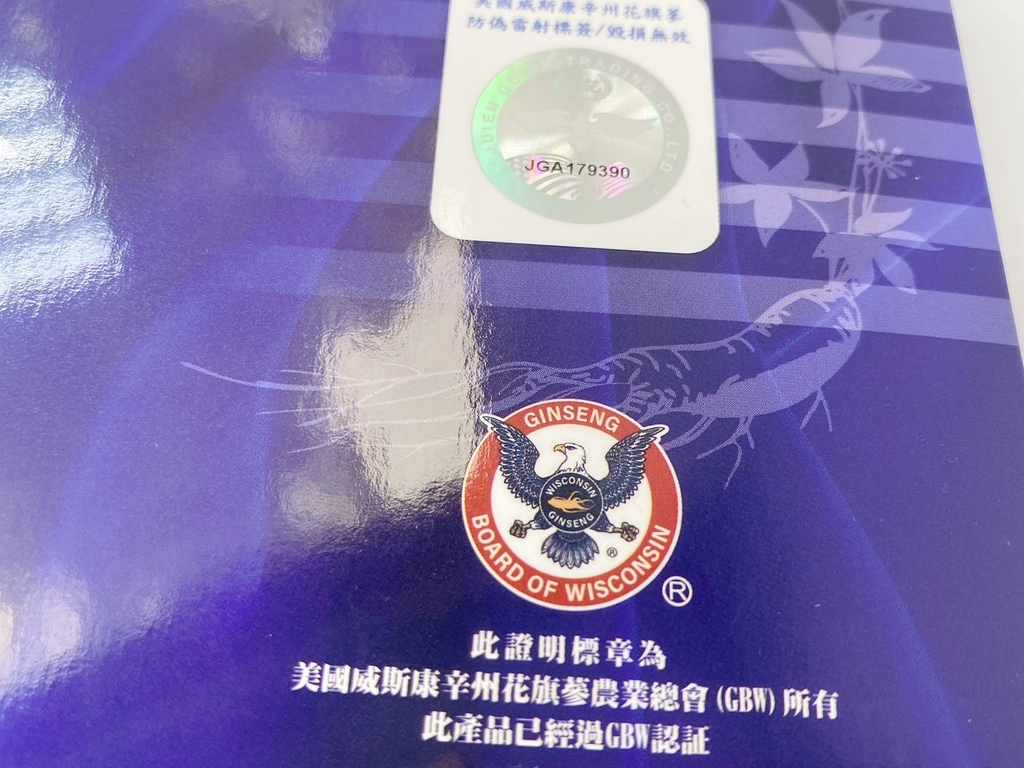 美國威斯康辛州花旗蔘
防偽雷射標簽/毀損無效
TRADING CO., LTD
JGA179390
GINSENG
WISCONSIN
GINSENG
®
BOARD OF WISCONSIN
®
此證明標章為
美國威斯康辛州花旗蔘農業總會(GBW)所有
此產品已經過GBW認証